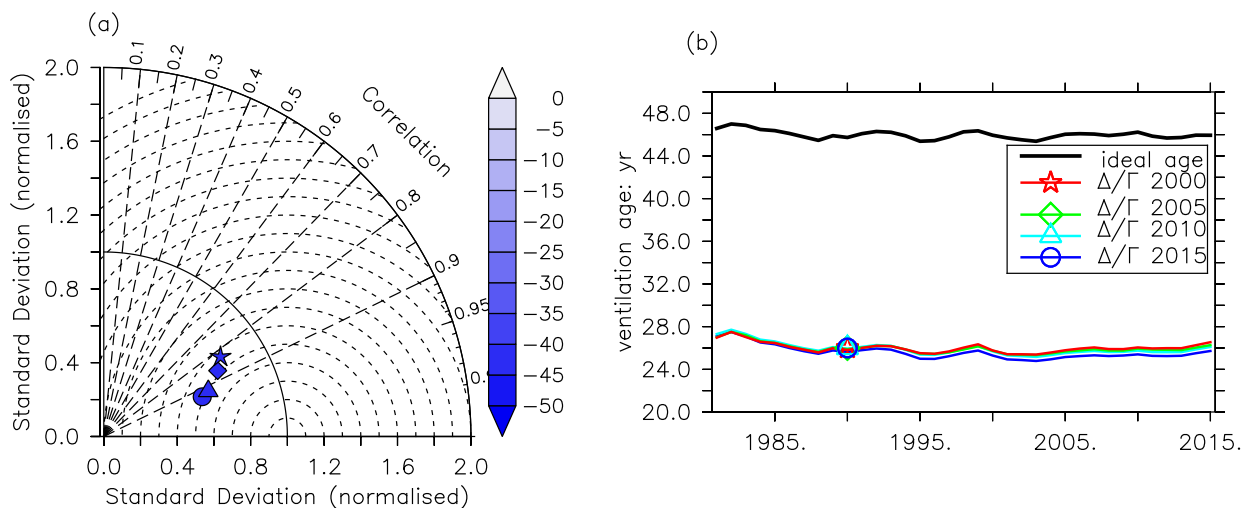 (a)
2.0
1.6
1.2
0.8
0.4
0.0
Standard Deviation (normalised)
0.0 0.4 0.8 1.2 1.6 2.0
Standard Deviation (normalised)
0.1
0.2
0.3
0.4
0.5
0.6
0.7
0.8
0.9
0.95
Correlation
0
−5
−10
−15
−20
−25
−30
−35
−40
−45
−50
(b)
48.0
44.0
40.0
36.0
32.0
28.0
24.0
20.0
ventilation age: yr
1985. 1995. 2005. 2015.
ideal age
Δ/Γ 2000
Δ/Γ 2005
Δ/Γ 2010
Δ/Γ 2015